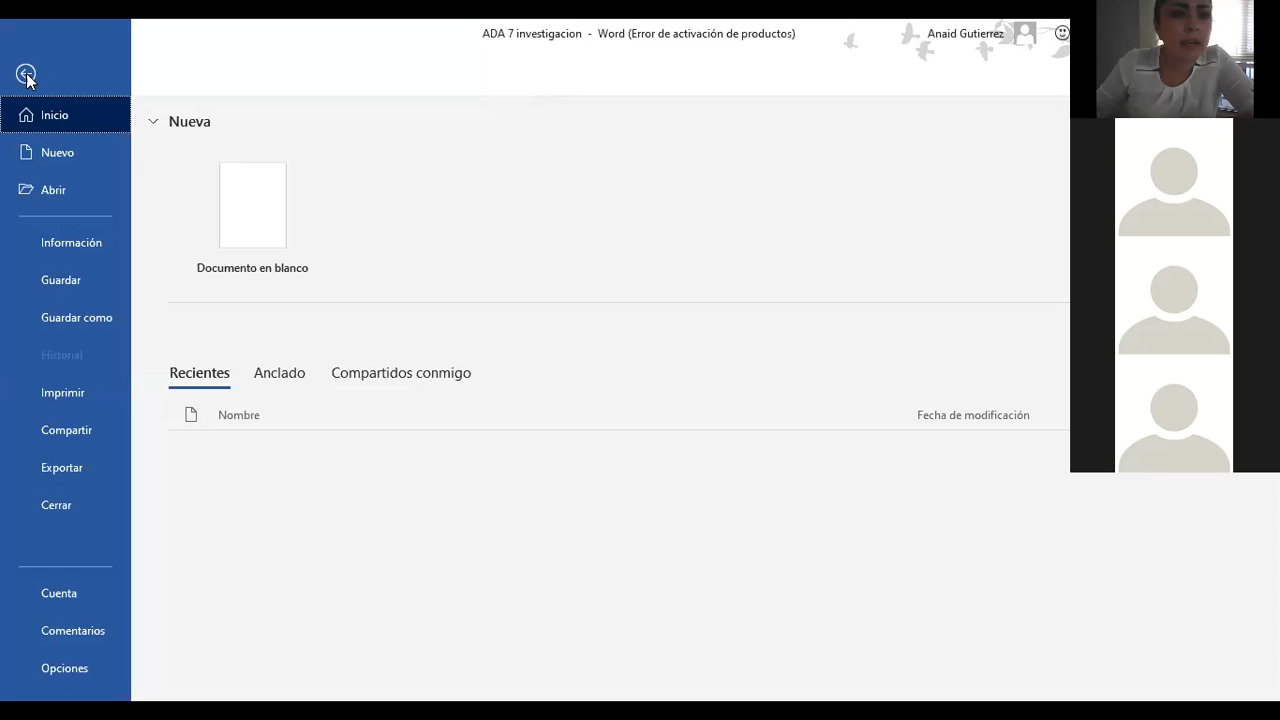 ADA 7 investigacion - Word (Error de activación de productos)
Anaid Gutierrez
Inicio
Nuevo
Abrir
Información
Guardar
Guardar como
Historial
Imprimir
Compartir
Exportar
Cerrar
Cuenta
Comentarios
Opciones
Nueva
Documento en blanco
Recientes Anclado Compartidos conmigo
Nombre Fecha de modificación